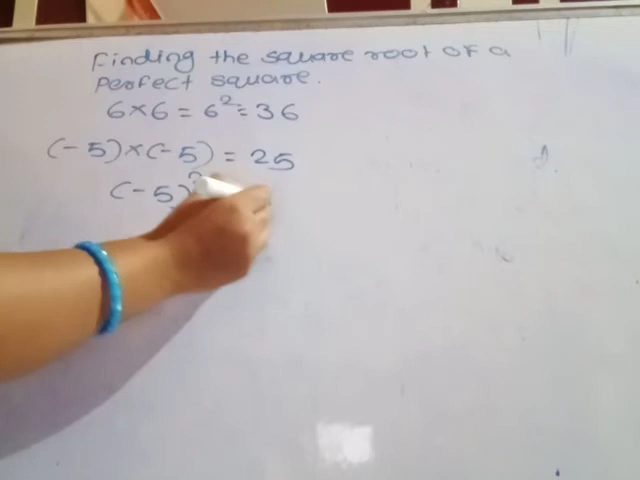 Finding the square root of a
perfect square.
6×6 = 6²= 36
(-5)×(-5) = 25
(-5)²